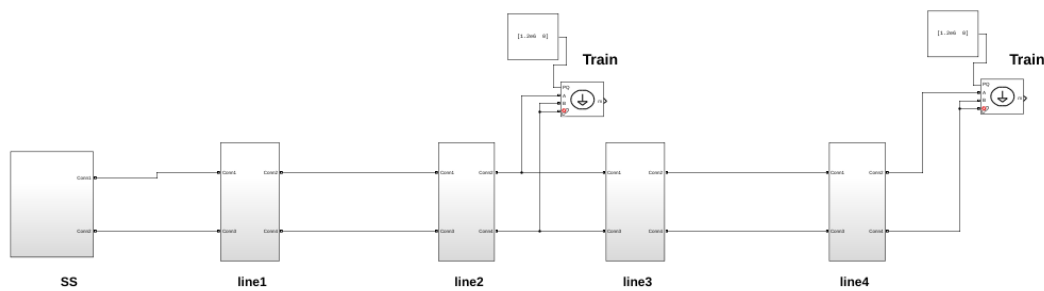 [1.2e6 0]
[1.2e6 0]
Train
Train
PQ
A
B
m
PQ
A
B
m
Conn1
Conn2
Conn1
Conn2
Conn1
Conn2
Conn1
Conn2
Conn1
Conn2
Conn2
Conn3
Conn4
Conn3
Conn4
Conn3
Conn4
Conn3
Conn4
SS
line1
line2
line3
line4